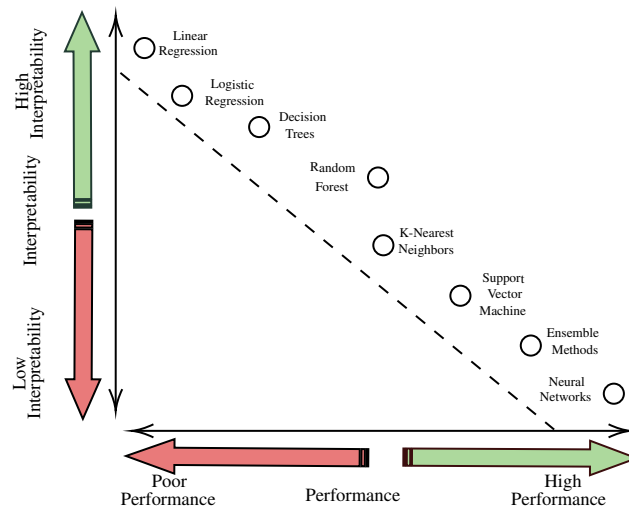 High
Interpretability
Interpretability
Low
Interpretability
Linear
Regression
Logistic
Regression
Decision
Trees
Random
Forest
K-Nearest
Neighbors
Support
Vector
Machine
Ensemble
Methods
Neural
Networks
Poor
Performance
Performance
High
Performance